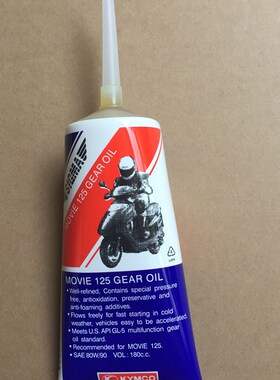 SIGMA
MOVIE 125 GEAR OIL
MOVIE 125 GEAR OIL
• Well-refined, Contains special pressure
free, antioxidation, preservative and
anti-foaming additives.
• Flows freely for fast starting in cold
weather, vehicles easy to be accelerated.
• Meets U.S. API GL-5 multifunction gear
oil standard.
• Recommended for MOVIE 125.
• SAE 80W/90 VOL : 180c.c.
KYMCO